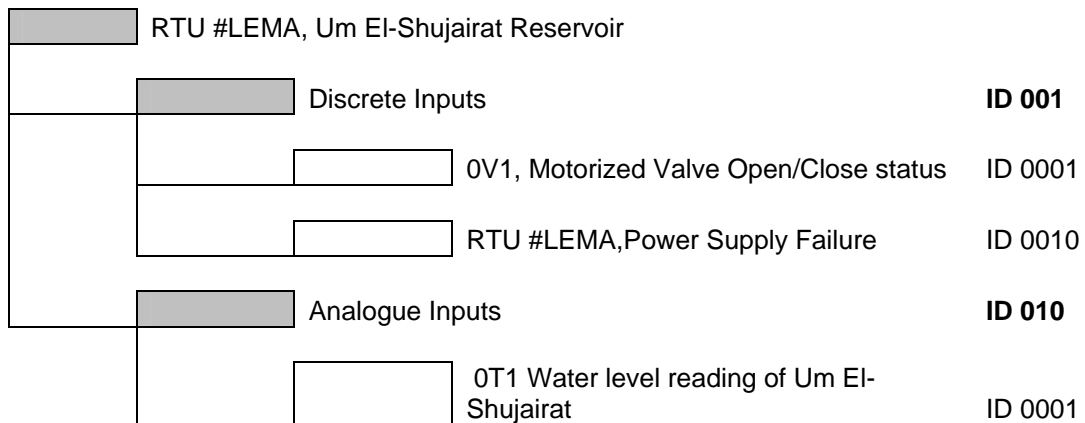 RTU #LEMA, Um El-Shujairat Reservoir
Discrete Inputs ID 001
0V1, Motorized Valve Open/Close status ID 0001
RTU #LEMA,Power Supply Failure ID 0010
Analogue Inputs ID 010
0T1 Water level reading of Um El-
Shujairat ID 0001